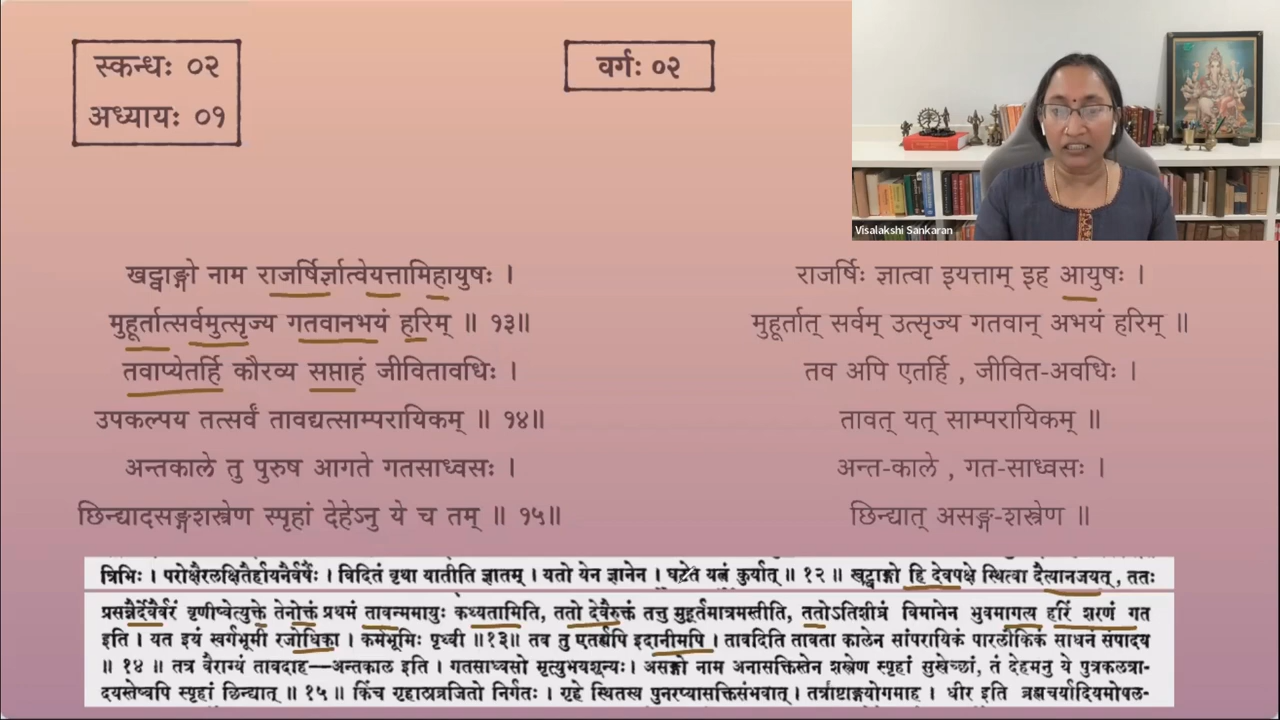 स्कन्धः ०२
अध्यायः ०१
वर्गः ०२
Visalakshi Sankaran
खट्वाङ्गो नाम राजर्षिर्ज्ञात्वेयत्तामिहायुषः ।
मुहूर्तात्सर्वमुत्सृज्य गतवानभयं हरिम् ॥ १३॥
तवाप्येतर्हि कौरव्य सप्ताहं जीवितावधिः ।
उपकल्पय तत्सर्वं तावद्यत्साम्परायिकम् ॥ १४॥
अन्तकाले तु पुरुष आगते गतसाध्वसः ।
छिन्द्यादसङ्गशस्त्रेण स्पृहां देहेऽनु ये च तम् ॥ १५॥
राजर्षिः ज्ञात्वा इयत्ताम् इह आयुषः ।
मुहूर्तात् सर्वम् उत्सृज्य गतवान् अभयं हरिम् ॥
तव अपि एतर्हि , जीवित-अवधिः ।
तावत् यत् साम्परायिकम् ॥
अन्त-काले , गत-साध्वसः ।
छिन्द्यात् असङ्ग-शस्त्रेण ॥
त्रिभिः । परोक्षैरलक्षितैर्हायनैर्वर्षैः । विदितं वृथा यातीति ज्ञातम् । यतो येन ज्ञानेन । घटेत यत्नं कुर्यात् ॥ १२ ॥ खट्वाङ्गो हि देवपक्षे स्थित्वा दैत्यानजयत् , ततः
प्रसन्नैर्देवैर्वरं वृणीष्वेत्युक्ते तेनोक्तं प्रथमं तावन्ममायुः कथ्यतामिति, ततो देवैरुक्तं तत्तु मुहूर्तमात्रमस्तीति, ततोऽतिशीघ्रं विमानेन भुवमागत्य हरिं शरणं गत
इति । यत इयं स्वर्गभूमी रजोधिका । कर्मभूमिः पृथ्वी ॥१३॥ तव तु एतर्ह्यपि इदानीमपि । तावदिति तावता कालेन सांपरायिकं पारलौकिकं साधनं संपादय
॥ १४ ॥ तत्र वैराग्यं तावदाह—अन्तकाल इति । गतसाध्वसो मृत्युभयशून्यः । असङ्गो नाम अनासक्तिस्तेन शस्त्रेण स्पृहां सुखेच्छां, तं देहमनु ये पुत्रकलत्रा-
दयस्तेष्वपि स्पृहां छिन्द्यात् ॥ १५ ॥ किंच गृहात्प्रव्रजितो निर्गतः । गृहे स्थितस्य पुनरप्यासक्तिसंभवात् । तत्राष्टाङ्गयोगमाह । धीर इति ब्रह्मचर्यादियमोपल-